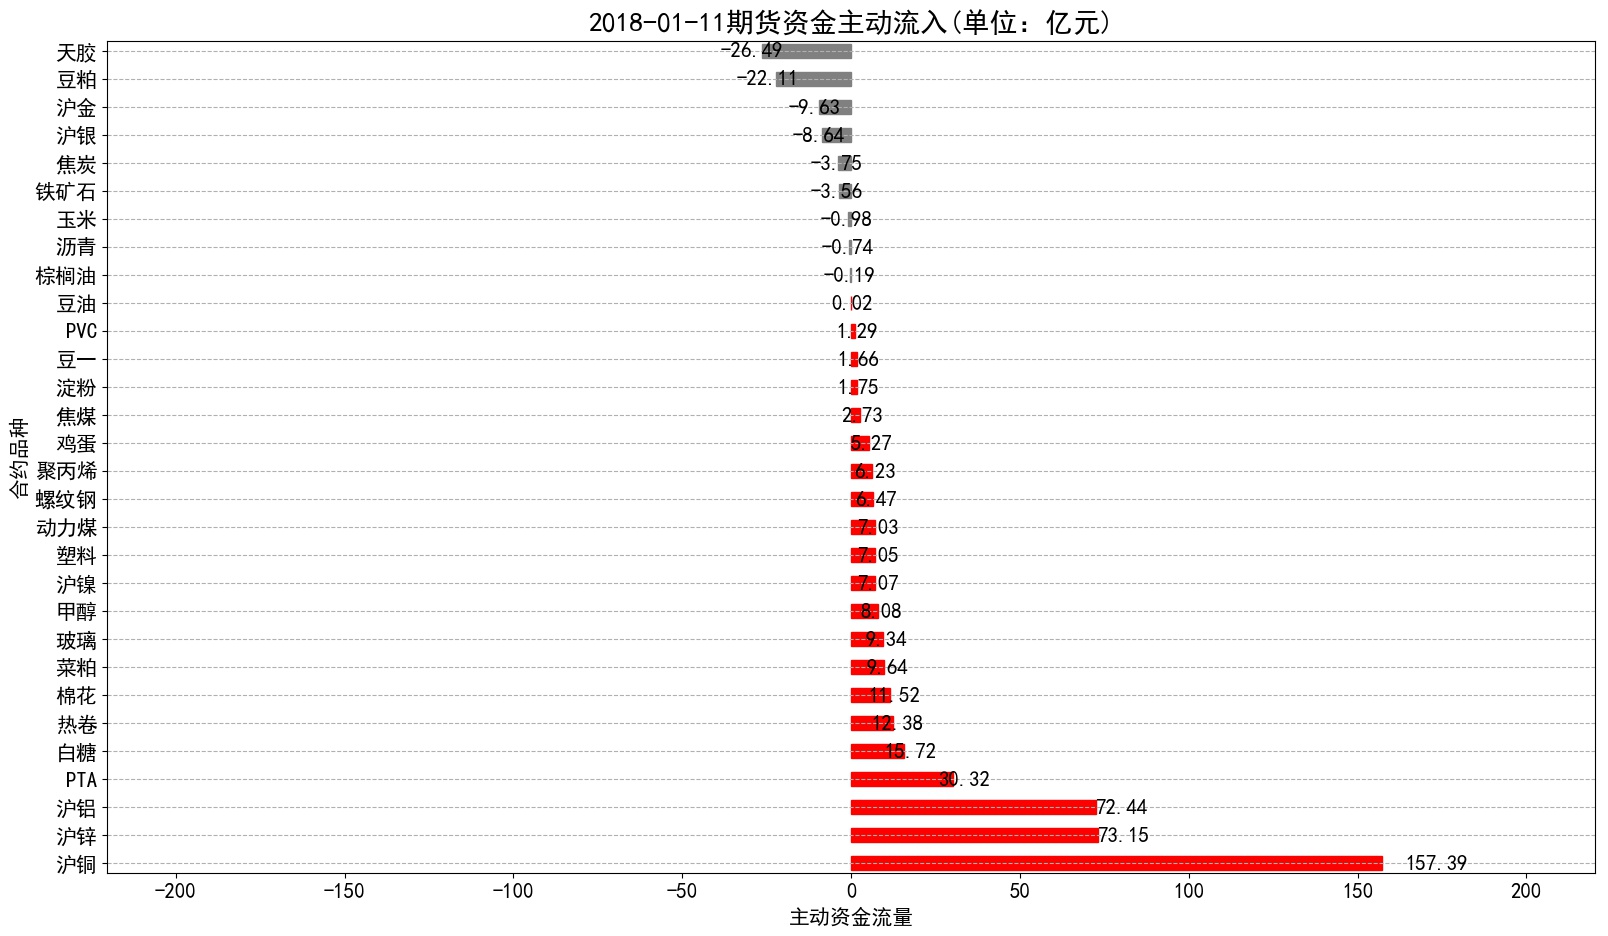 2018-01-11期货资金主动流入(单位：亿元)
天胶 -26.49
豆粕 -22.11
沪金 -9.63
沪银 -8.64
焦炭 -3.75
铁矿石 -3.56
玉米 -0.98
沥青 -0.74
棕榈油 -0.19
豆油 0.02
PVC 1.29
豆一 1.66
淀粉 1.75
焦煤 2.73
鸡蛋 5.27
聚丙烯 6.23
螺纹钢 6.47
动力煤 7.03
塑料 7.05
沪镍 7.07
甲醇 8.08
玻璃 9.34
菜粕 9.64
棉花 11.52
热卷 12.38
白糖 15.72
PTA 30.32
沪铝 72.44
沪锌 73.15
沪铜 157.39
合约品种
-200 -150 -100 -50 0 50 100 150 200
主动资金流量